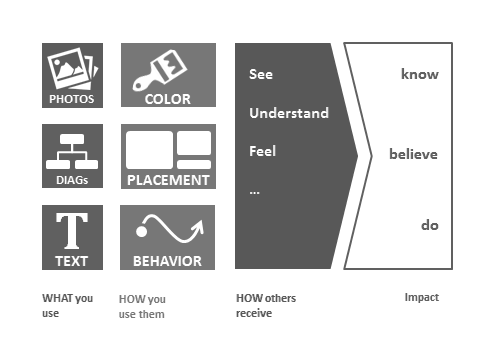 PHOTOS
COLOR
See
know
Understand
DIAGs
PLACEMENT
Feel
believe
...
T
TEXT
BEHAVIOR
do
WHAT you
use
HOW you
use them
HOW others
receive
Impact